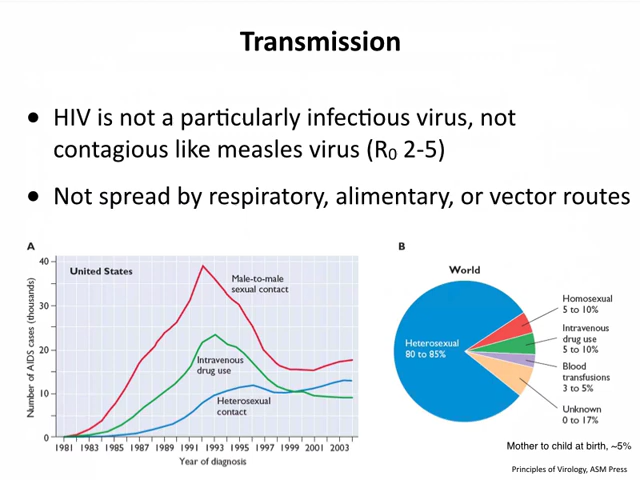 Transmission
● HIV is not a particularly infectious virus, not
contagious like measles virus (R₀ 2-5)
● Not spread by respiratory, alimentary, or vector routes
A
United States
Number of AIDS cases (thousands)
40
30
20
10
0
Male-to-male
sexual contact
Intravenous
drug use
Heterosexual
contact
1981 1983 1985 1987 1989 1991 1993 1995 1997 1999 2001 2003
Year of diagnosis
B
World
Heterosexual
80 to 85%
Homosexual
5 to 10%
Intravenous
drug use
5 to 10%
Blood
transfusions
3 to 5%
Unknown
0 to 17%
Mother to child at birth, ~5%
Principles of Virology, ASM Press